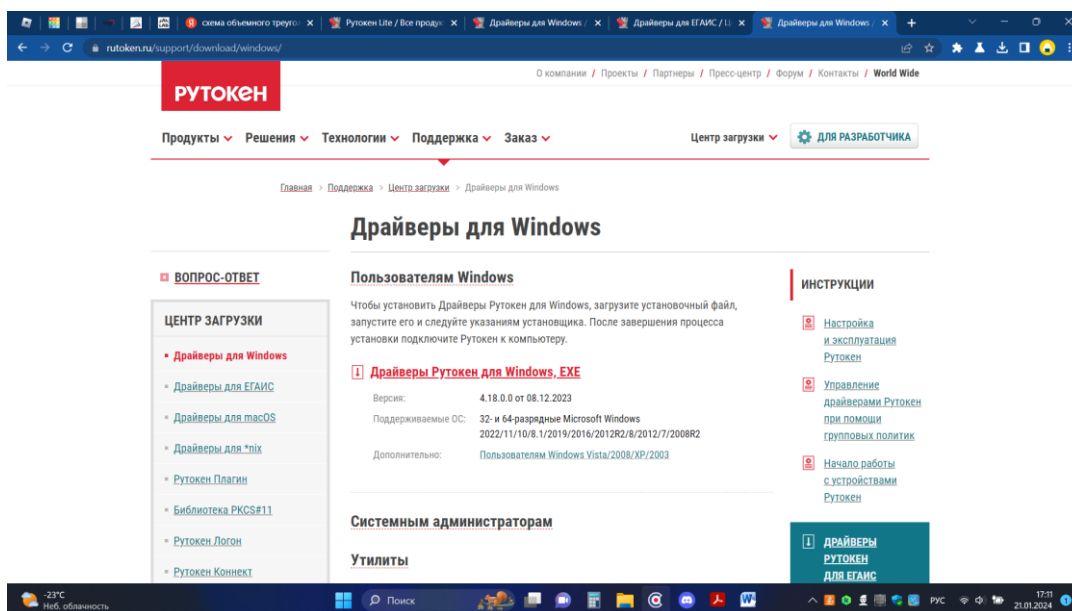 схема объемного треуго
Рутокен Lite / Все продук
Драйверы для Windows /
Драйверы для ЕГАИС / Ц
Драйверы для Windows /
rutoken.ru/support/download/windows/
О компании / Проекты / Партнеры / Пресс-центр / Форум / Контакты / World Wide
РУТОКЕН
Продукты Решения Технологии Поддержка Заказ Центр загрузки ДЛЯ РАЗРАБОТЧИКА
Главная > Поддержка > Центр загрузки > Драйверы для Windows
Драйверы для Windows
ВОПРОС-ОТВЕТ
ЦЕНТР ЗАГРУЗКИ
Драйверы для Windows
Драйверы для ЕГАИС
Драйверы для macOS
Драйверы для *nix
Рутокен Плагин
Библиотека PKCS#11
Рутокен Логон
Рутокен Коннект
Пользователям Windows
Чтобы установить Драйверы Рутокен для Windows, загрузите установочный файл,
запустите его и следуйте указаниям установщика. После завершения процесса
установки подключите Рутокен к компьютеру.
Драйверы Рутокен для Windows, EXE
Версия: 4.18.0.0 от 08.12.2023
Поддерживаемые ОС: 32- и 64-разрядные Microsoft Windows
2022/11/10/8.1/2019/2016/2012R2/8/2012/7/2008R2
Дополнительно: Пользователям Windows Vista/2008/XP/2003
Системным администраторам
Утилиты
ИНСТРУКЦИИ
Настройка
и эксплуатация
Рутокен
Управление
драйверами Рутокен
при помощи
групповых политик
Начало работы
с устройствами
Рутокен
ДРАЙВЕРЫ
РУТОКЕН
ДЛЯ ЕГАИС
-23°C
Неб. облачность
Поиск
РУС
17:11
21.01.2024